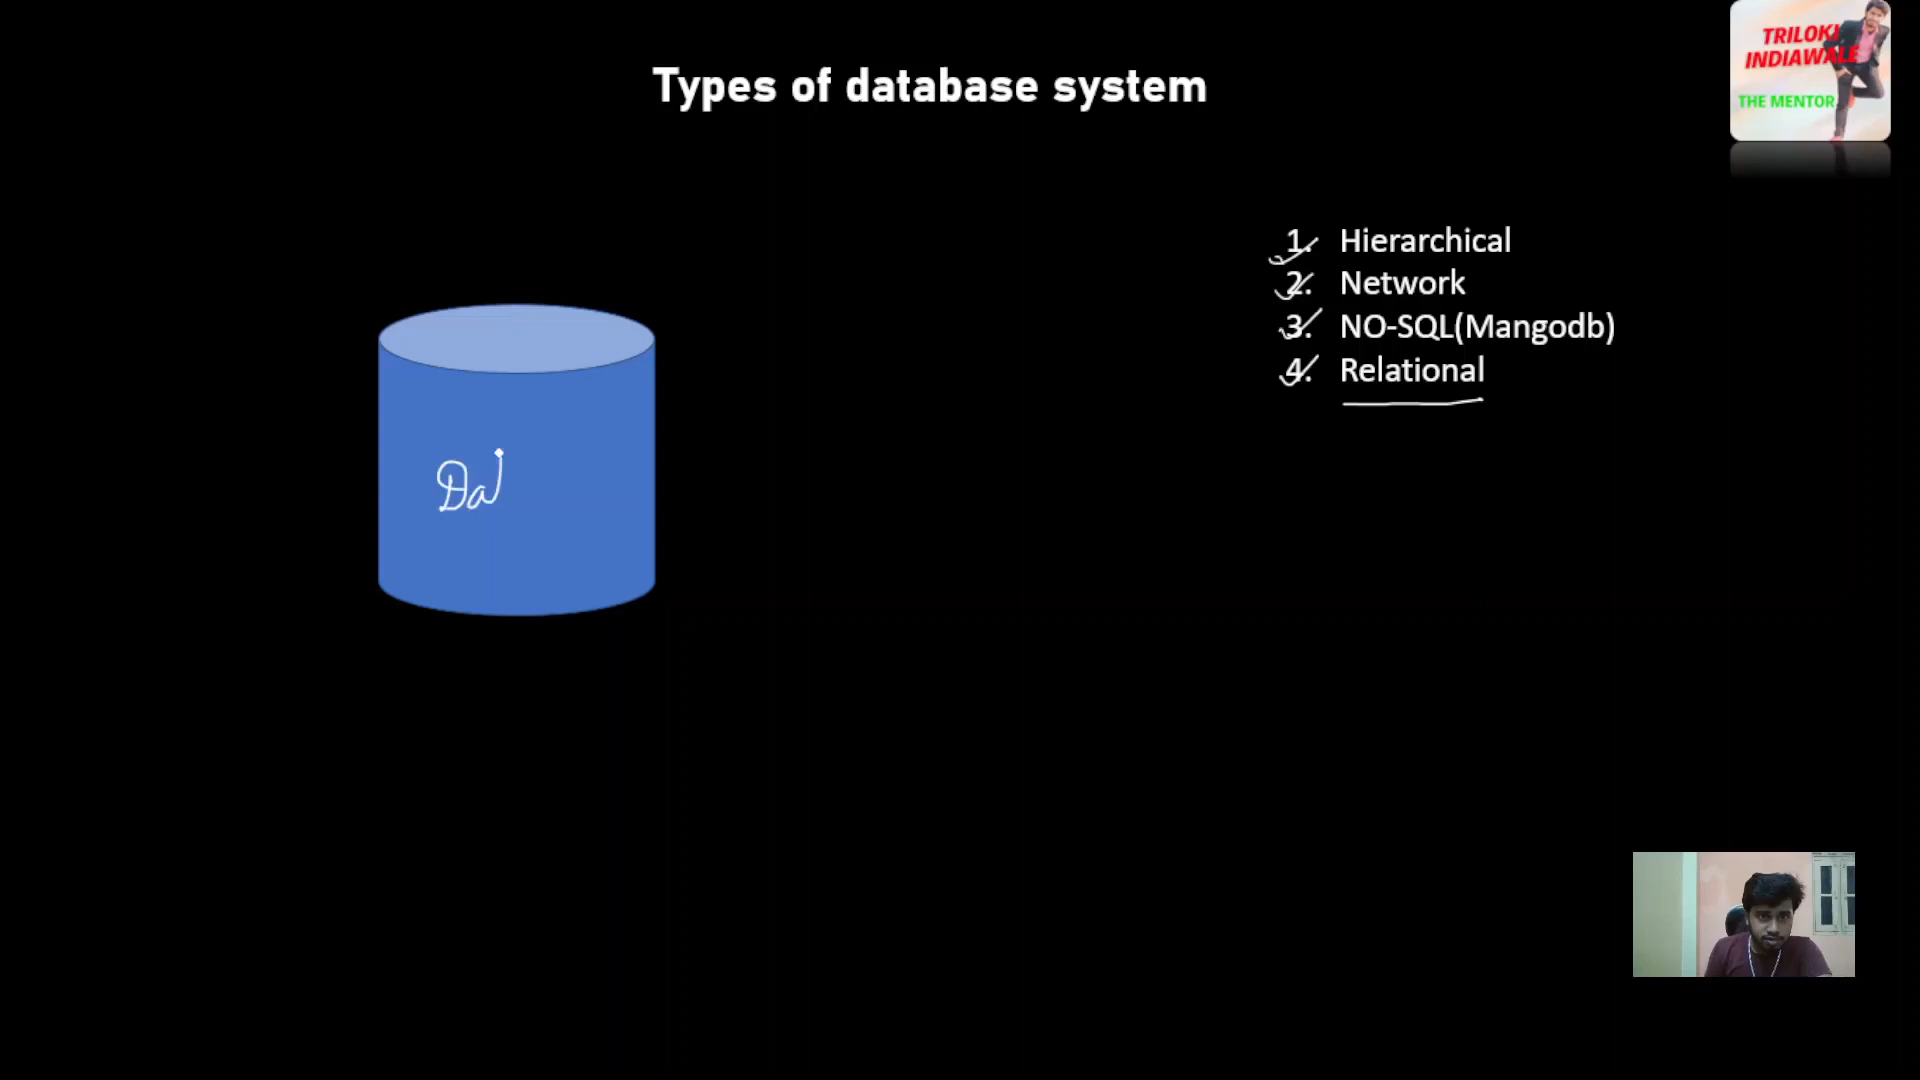 TRILOKI
INDIAWALE
THE MENTOR
Types of database system
1. Hierarchical
2. Network
3. NO-SQL(Mangodb)
4. Relational
Da